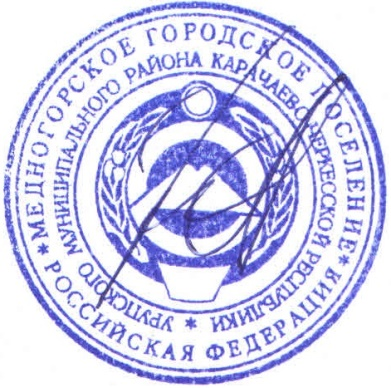 МЕДНОГОРСКОЕ ГОРОДСКОЕ ПОСЕЛЕНИЕ * РОССИЙСКАЯ ФЕДЕРАЦИЯ *
УРУПСКОГО МУНИЦИПАЛЬНОГО РАЙОНА КАРАЧАЕВО-ЧЕРКЕССКОЙ РЕСПУБЛИКИ *